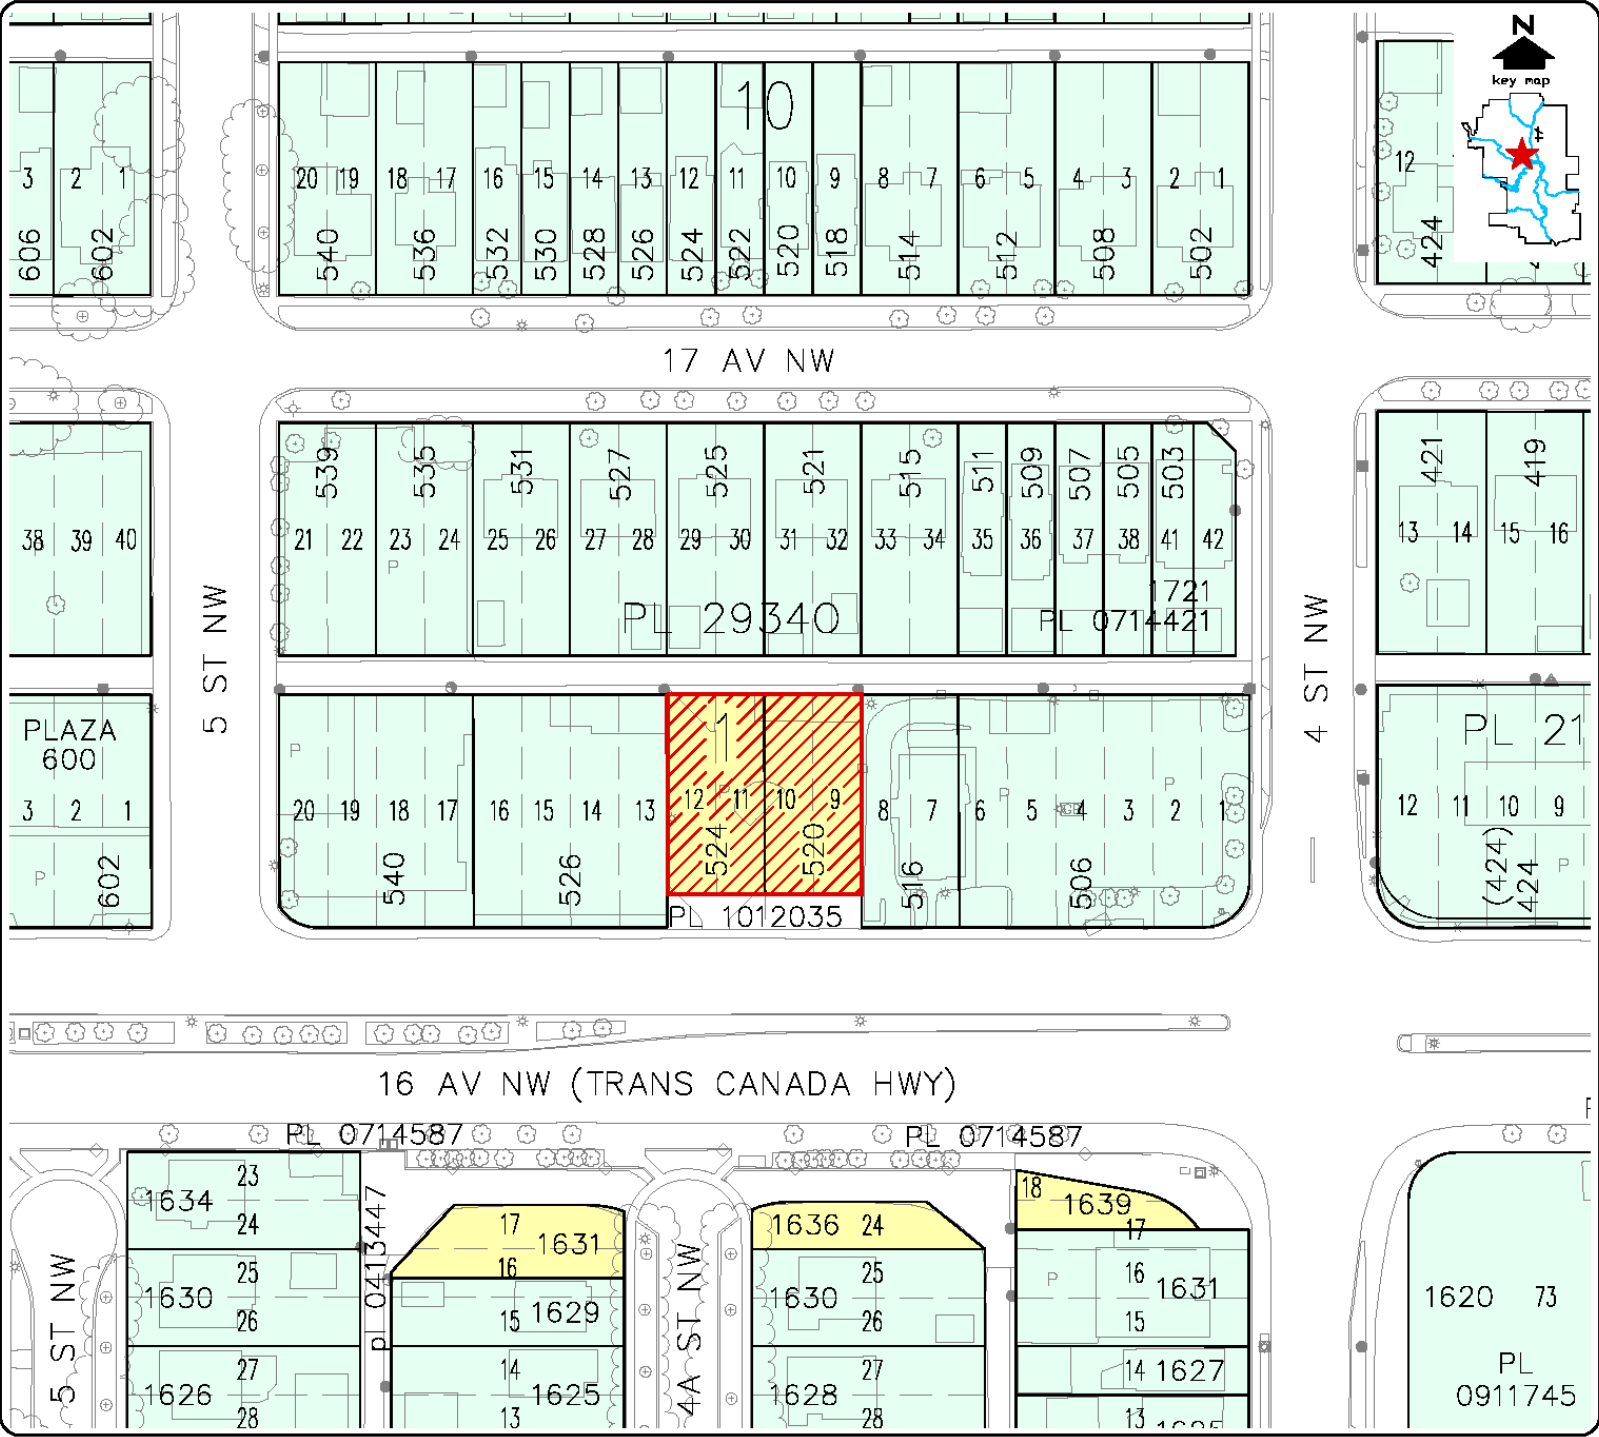 N
key map
10
3 2 1
20 19 18 17 16 15 14 13 12 11 10 9 8 7 6 5 4 3 2 1
12
606 602
540 536 532 530 528 526 524 522 520 518 514 512 508 502
424
17 AV NW
539 535 531 527 525 521 515 511 509 507 505 503
421 419
38 39 40
21 22 23 24 25 26 27 28 29 30 31 32 33 34 35 36 37 38 41 42
13 14 15 16
P
1721
PL 29340
PL 0714421
5 ST NW
4 ST NW
PLAZA
600
1
PL 21
P
P
P
P
3 2 1
20 19 18 17 16 15 14 13 12 11 10 9 8 7 6 5 4 3 2 1
12 11 10 9
P
P
602
540 526 524 520 516 506
(424)
424
PL 1012035
16 AV NW (TRANS CANADA HWY)
PL 0714587
PL 0714587
23
1634
24
25
1630
26
27
1626
28
5 ST NW
pl 0413447
17
1631
16
15 1629
14
1625
13
4A ST NW
1636 24
25
1630
26
27
1628
28
18
1639
17
P
16
1631
15
14 1627
13
1620 73
PL
0911745